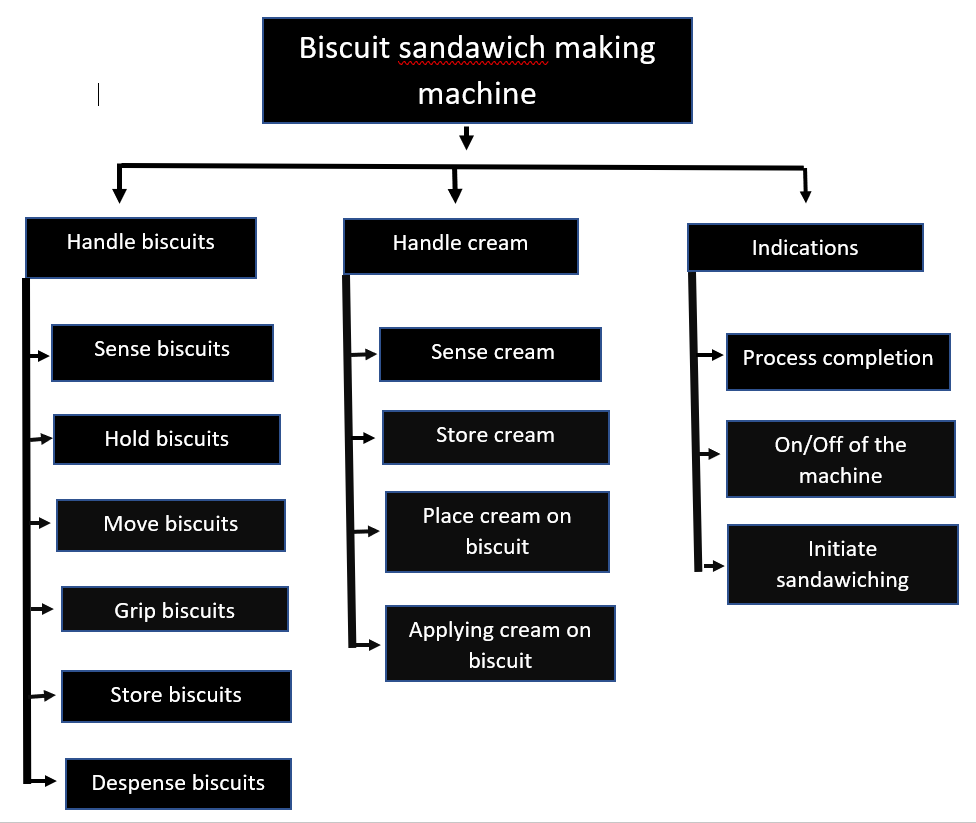 Biscuit sandawich making
machine
Handle biscuits
Sense biscuits
Hold biscuits
Move biscuits
Grip biscuits
Store biscuits
Despense biscuits
Handle cream
Sense cream
Store cream
Place cream on
biscuit
Applying cream on
biscuit
Indications
Process completion
On/Off of the
machine
Initiate
sandawiching